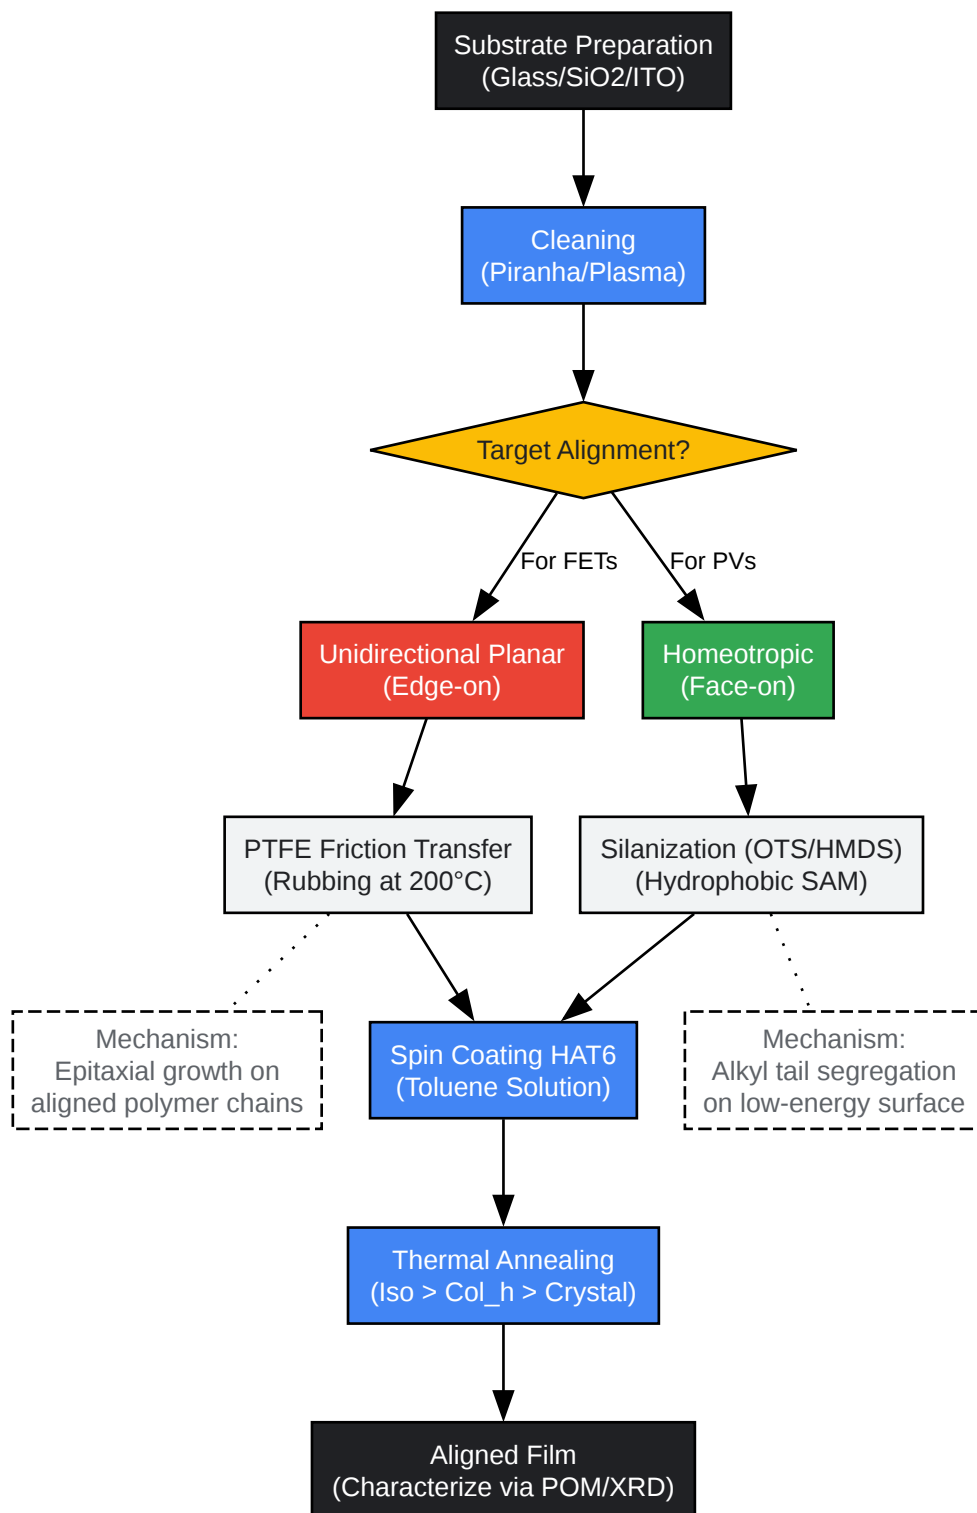 Substrate Preparation
(Glass/SiO2/ITO)
Cleaning
(Piranha/Plasma)
Target Alignment?
For FETs
For PVs
Unidirectional Planar
(Edge-on)
Homeotropic
(Face-on)
PTFE Friction Transfer
(Rubbing at 200°C)
Silanization (OTS/HMDS)
(Hydrophobic SAM)
Mechanism:
Epitaxial growth on
aligned polymer chains
Spin Coating HAT6
(Toluene Solution)
Mechanism:
Alkyl tail segregation
on low-energy surface
Thermal Annealing
(Iso > Col_h > Crystal)
Aligned Film
(Characterize via POM/XRD)